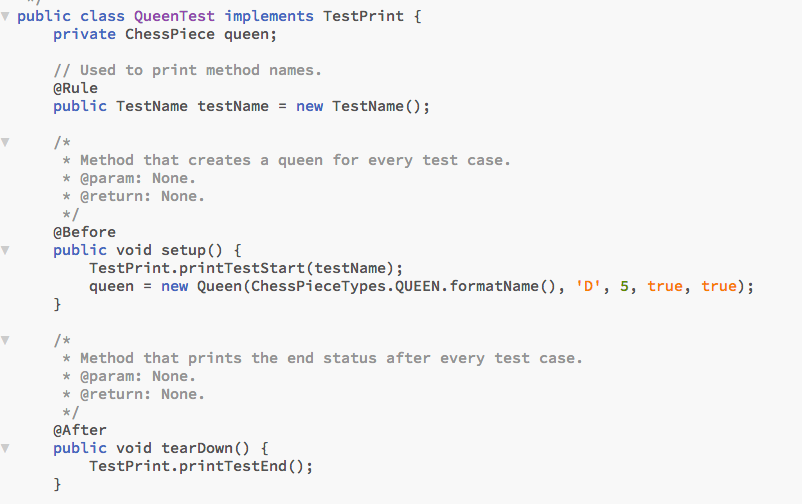 */
public class QueenTest implements TestPrint {
    private ChessPiece queen;

    // Used to print method names.
    @Rule
    public TestName testName = new TestName();

    /*
     * Method that creates a queen for every test case.
     * @param: None.
     * @return: None.
     */
    @Before
    public void setup() {
        TestPrint.printTestStart(testName);
        queen = new Queen(ChessPieceTypes.QUEEN.formatName(), 'D', 5, true, true);
    }

    /*
     * Method that prints the end status after every test case.
     * @param: None.
     * @return: None.
     */
    @After
    public void tearDown() {
        TestPrint.printTestEnd();
    }